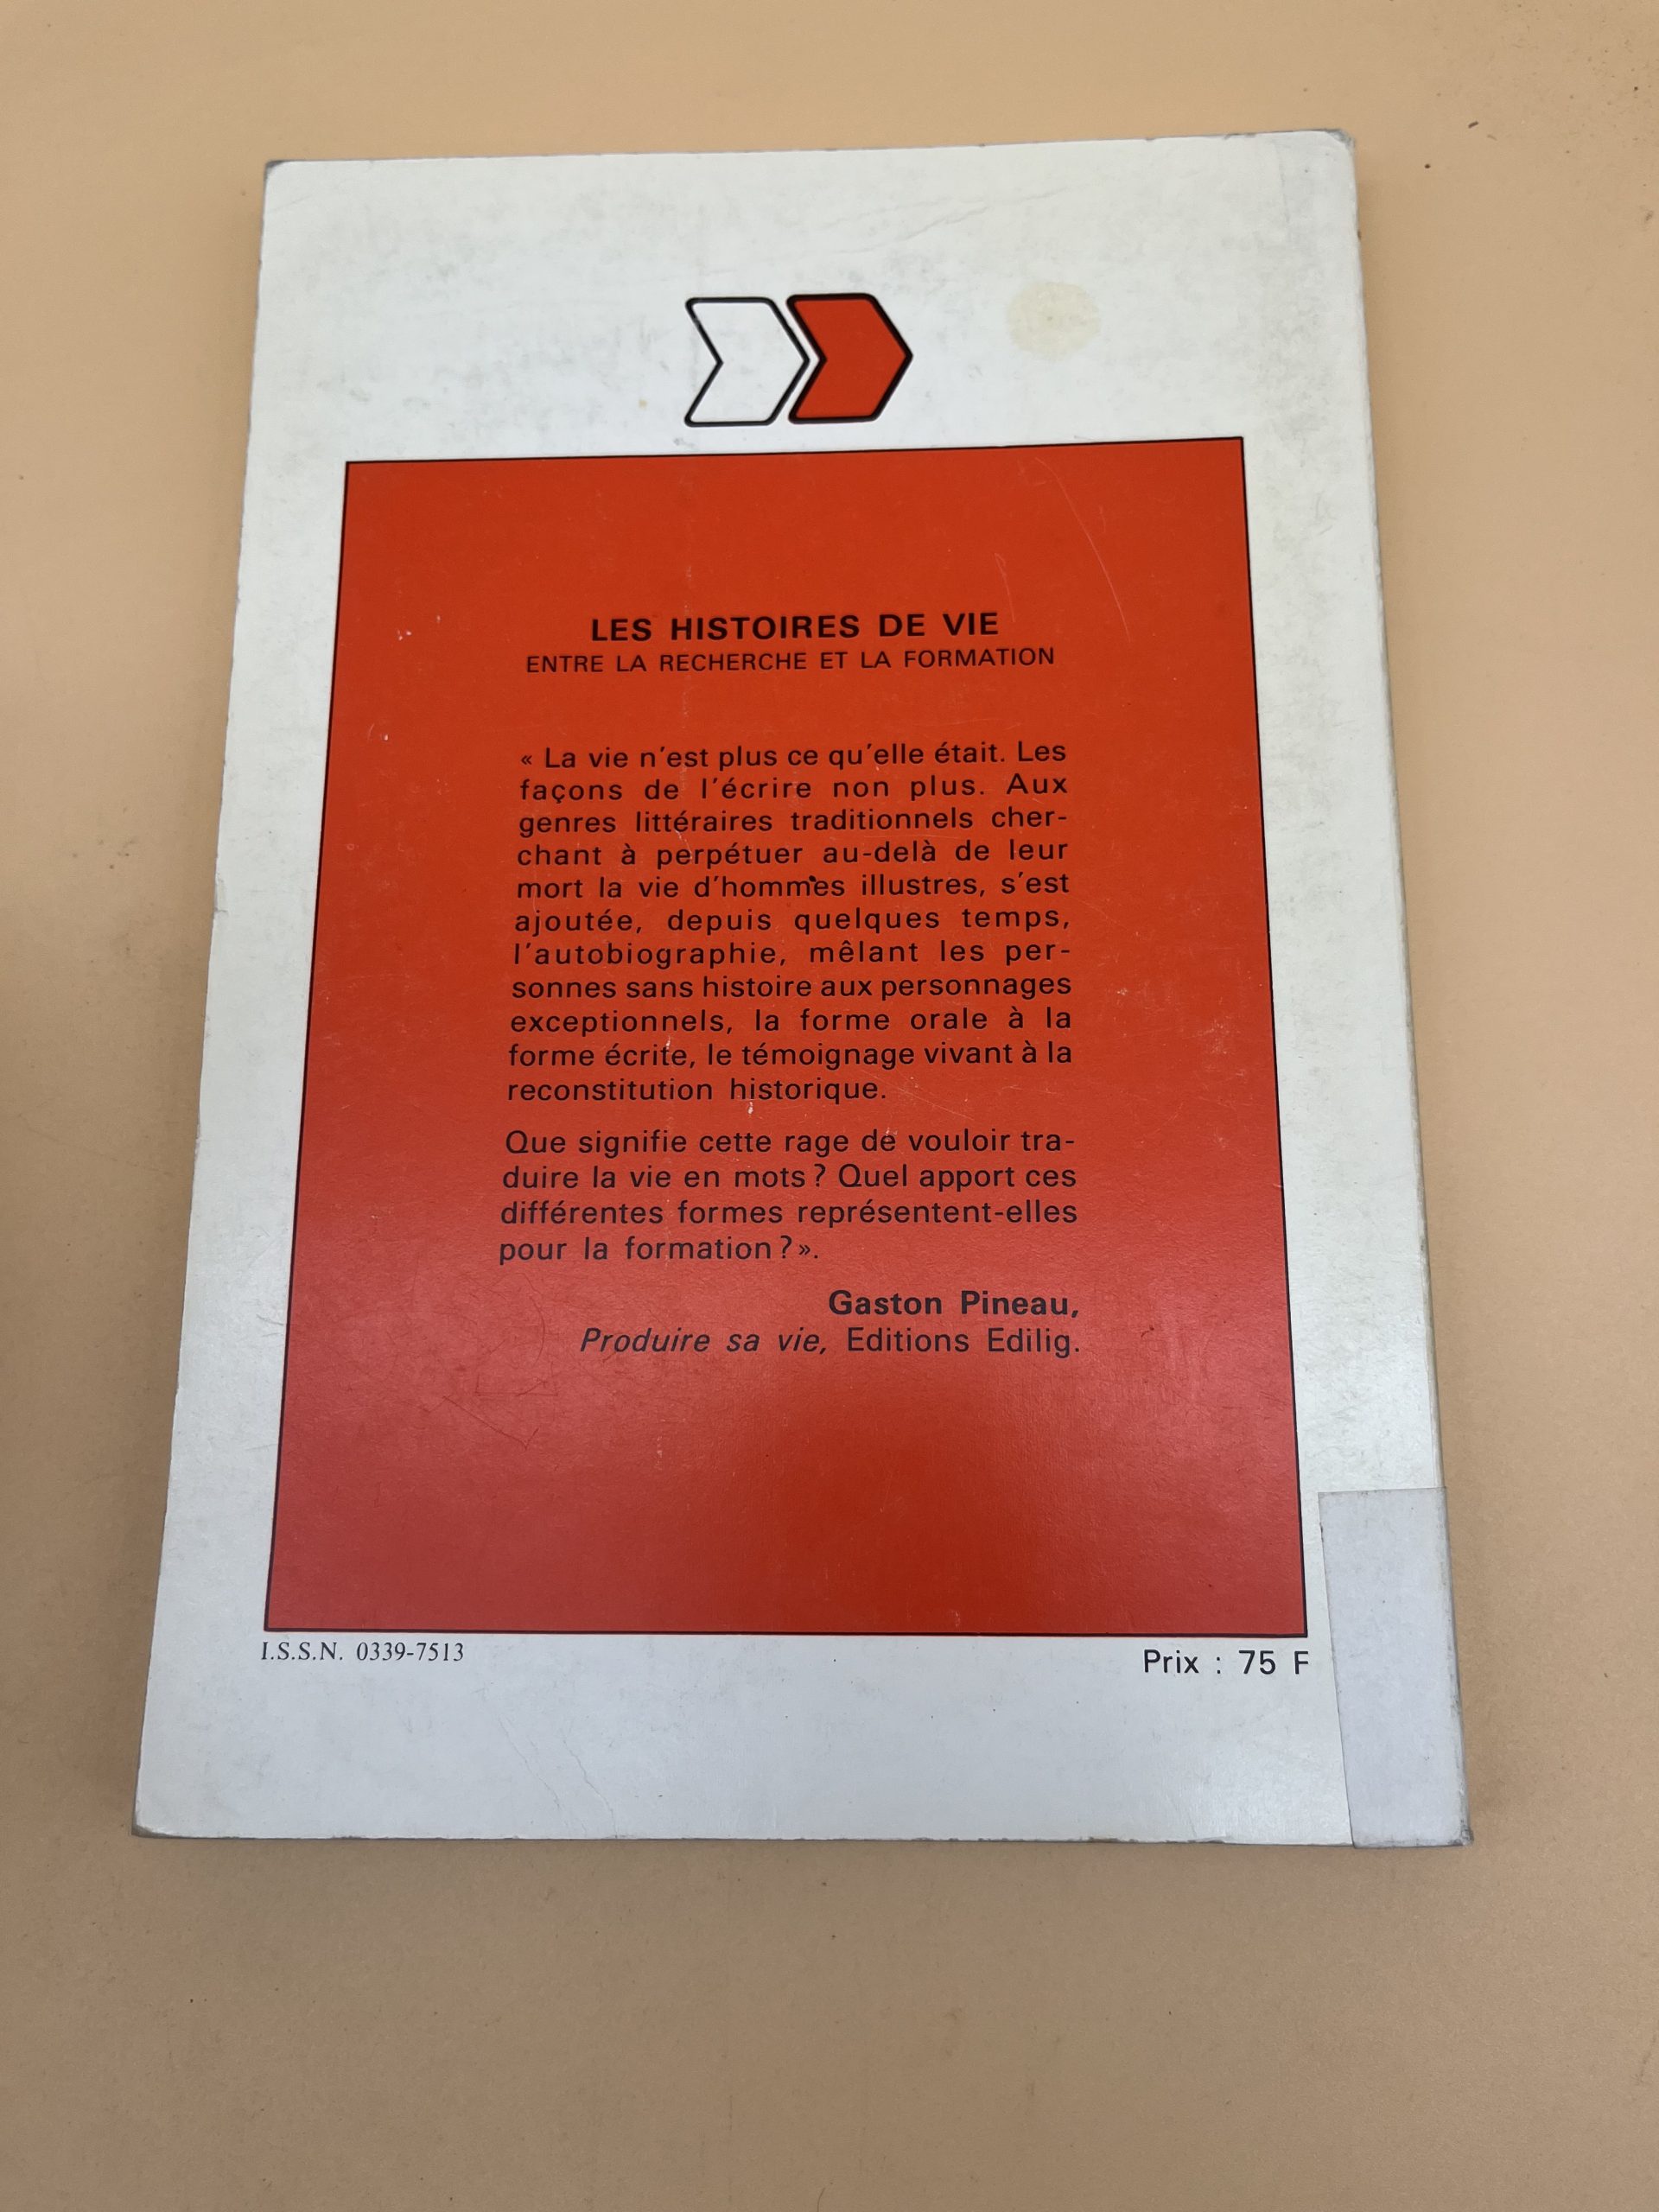 LES HISTOIRES DE VIE
ENTRE LA RECHERCHE ET LA FORMATION
« La vie n'est plus ce qu'elle était. Les
façons de l'écrire non plus. Aux
genres littéraires traditionnels cher-
chant à perpétuer au-delà de leur
mort la vie d'hommes illustres, s'est
ajoutée, depuis quelques temps,
l'autobiographie, mêlant les per-
sonnes sans histoire aux personnages
exceptionnels, la forme orale à la
forme écrite, le témoignage vivant à la
reconstitution historique.
Que signifie cette rage de vouloir tra-
duire la vie en mots ? Quel apport ces
différentes formes représentent-elles
pour la formation ? ».
Gaston Pineau,
Produire sa vie, Editions Edilig.
I.S.S.N. 0339-7513
Prix : 75 F